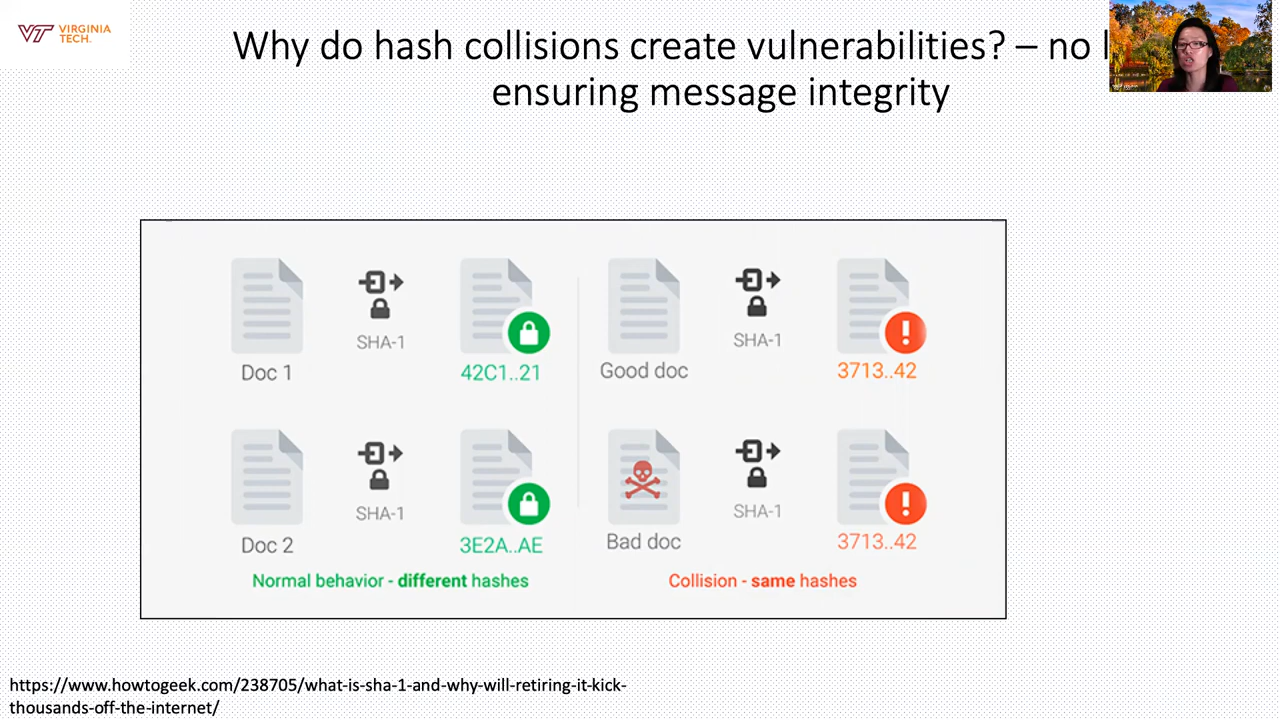 VT VIRGINIA
TECH.
Why do hash collisions create vulnerabilities? – no
ensuring message integrity
SHA-1
Doc 1
42C1..21
SHA-1
Good doc
3713..42
SHA-1
Doc 2
3E2A..AE
SHA-1
Bad doc
3713..42
Normal behavior - different hashes
Collision - same hashes
https://www.howtogeek.com/238705/what-is-sha-1-and-why-will-retiring-it-kick-
thousands-off-the-internet/